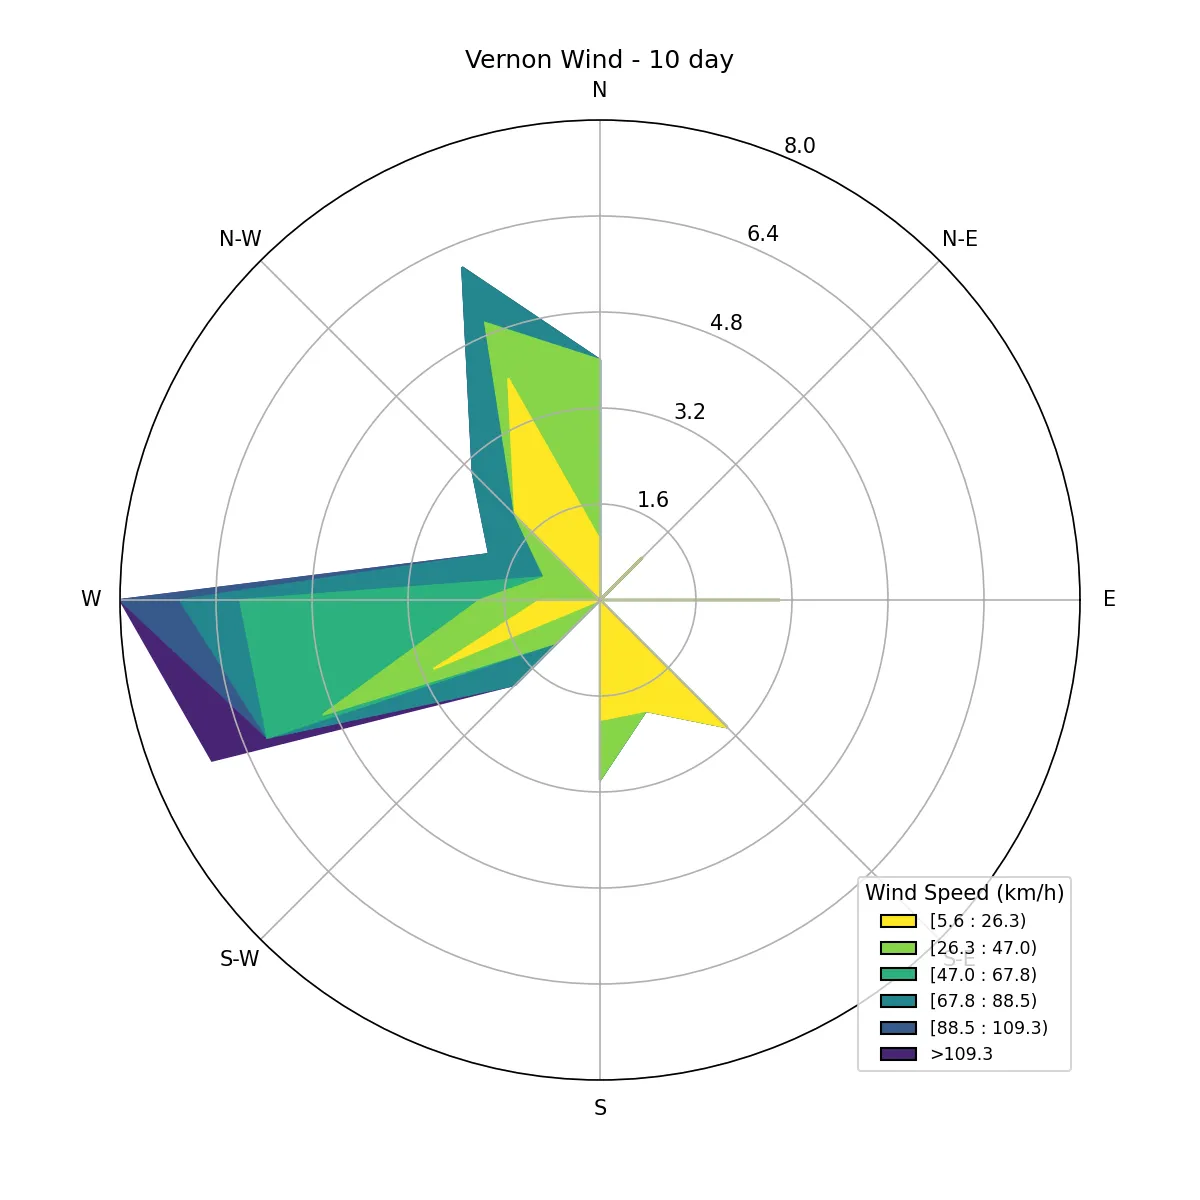 Vernon Wind - 10 day
N
8.0
N-W
6.4
N-E
4.8
3.2
1.6
W
E
S-W
S-E
S
Wind Speed (km/h)
[5.6 : 26.3)
[26.3 : 47.0)
[47.0 : 67.8)
[67.8 : 88.5)
[88.5 : 109.3)
>109.3